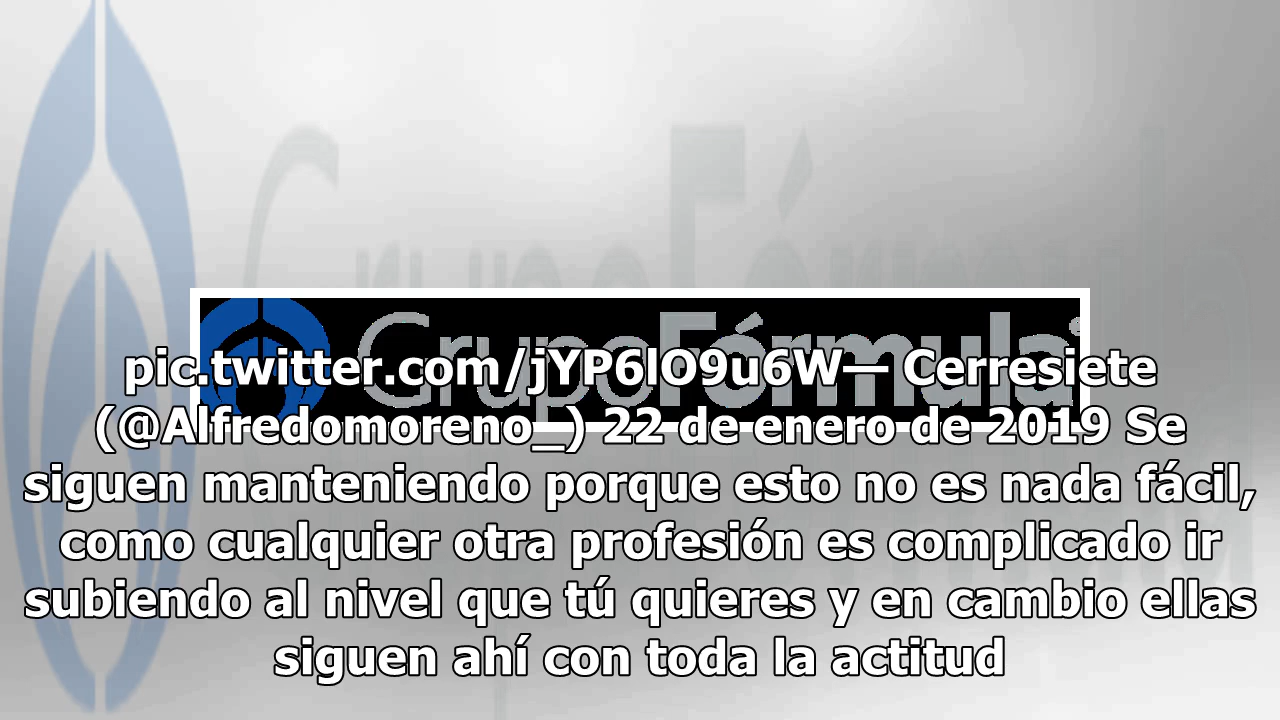 GrupoFórmula
GrupoFórmula®
pic.twitter.com/jYP6lO9u6W— Cerresiete
(@Alfredomoreno_) 22 de enero de 2019 Se
siguen manteniendo porque esto no es nada fácil,
como cualquier otra profesión es complicado ir
subiendo al nivel que tú quieres y en cambio ellas
siguen ahí con toda la actitud